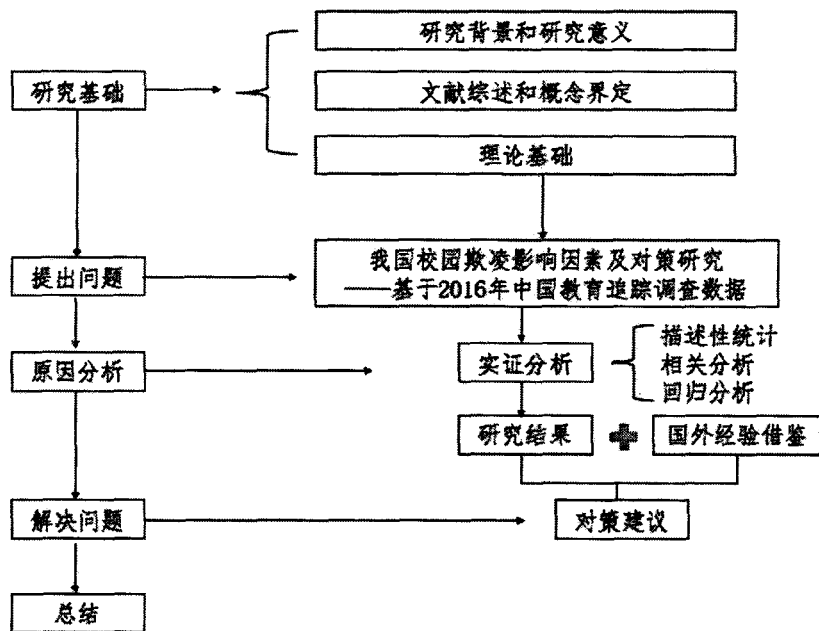 研究背景和研究意义
研究基础
文献综述和概念界定
理论基础
提出问题
我国校园欺凌影响因素及对策研究
——基于2016年中国教育追踪调查数据
原因分析
实证分析
描述性统计
相关分析
回归分析
研究结果
国外经验借鉴
解决问题
对策建议
总结